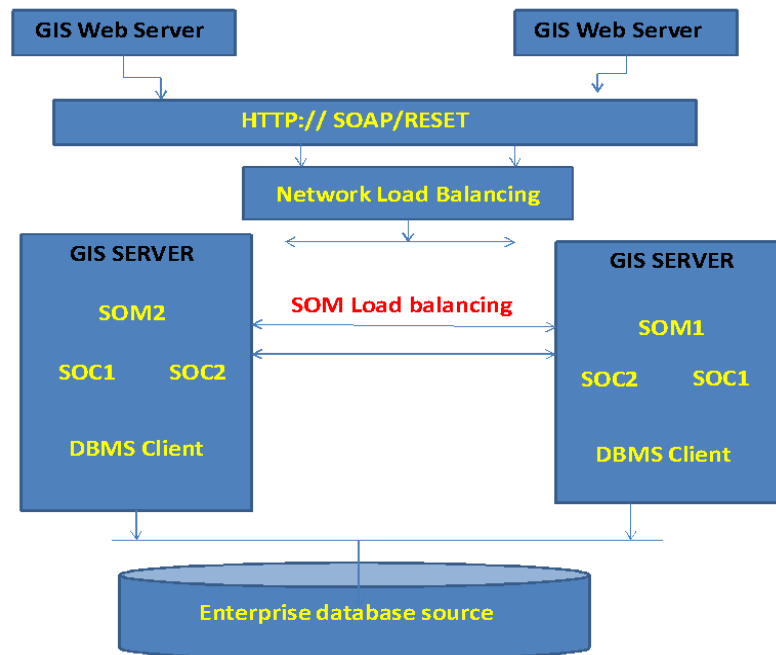 GIS Web Server
GIS Web Server
HTTP:// SOAP/RESET
Network Load Balancing
GIS SERVER
SOM2
SOC1 SOC2
DBMS Client
SOM Load balancing
GIS SERVER
SOM1
SOC2 SOC1
DBMS Client
Enterprise database source